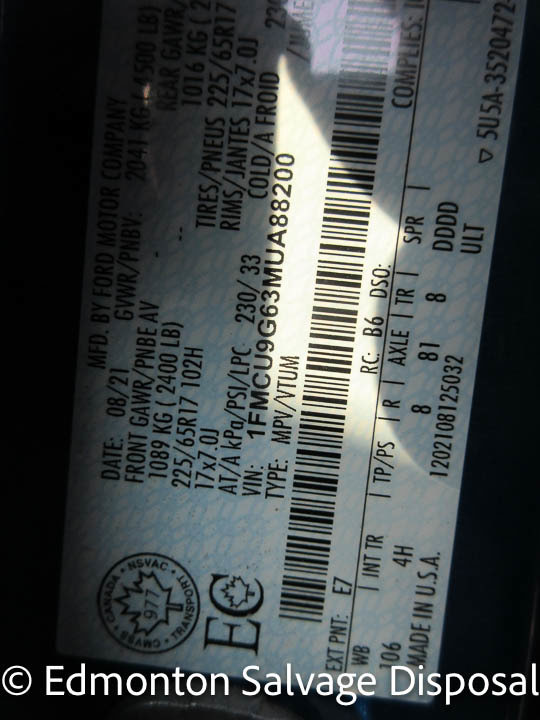 MFD. BY FORD MOTOR COMPANY
DATE: 08/21 GVWR/PNBV: 2041 KG ( 4500 LB)
FRONT GAWR/PNBE AV REAR GAWR/
1089 KG ( 2400 LB) 1016 KG ( 2
225/65R17 102H TIRES/PNEUS 225/65R17
17x7.0J RIMS/JANTES 17x7.0J
AT/A kPa/PSI/LPC 230/ 33 COLD/A FROID 230
VIN: 1FMCU9G63MUA88200
TYPE: MPV/VTUM
CANADA NSVAC
977
CMVSS TRANSPORT
EC
COMPLIES
EXT PNT: E7 RC: B6 DSO:
WB | INT TR | TP/PS | R | AXLE | TR | SPR |
106 4H 8 81 8 DDDD
MADE IN U.S.A. 1202108125032 ULT
▽ 5U5A-3520472-
© Edmonton Salvage Disposal